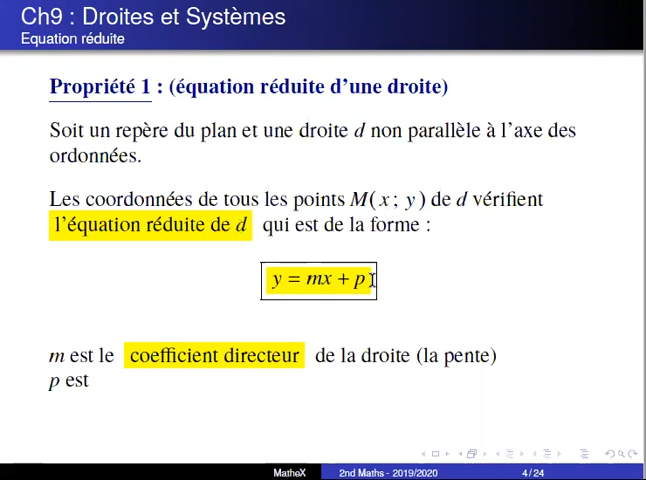 Ch9 : Droites et Systèmes
Equation réduite
Propriété 1 : (équation réduite d'une droite)
Soit un repère du plan et une droite d non parallèle à l'axe des
ordonnées.
Les coordonnées de tous les points M(x ; y) de d vérifient
l'équation réduite de d qui est de la forme :
y = mx + p
m est le coefficient directeur de la droite (la pente)
p est
MatheX 2nd Maths - 2019/2020 4/24